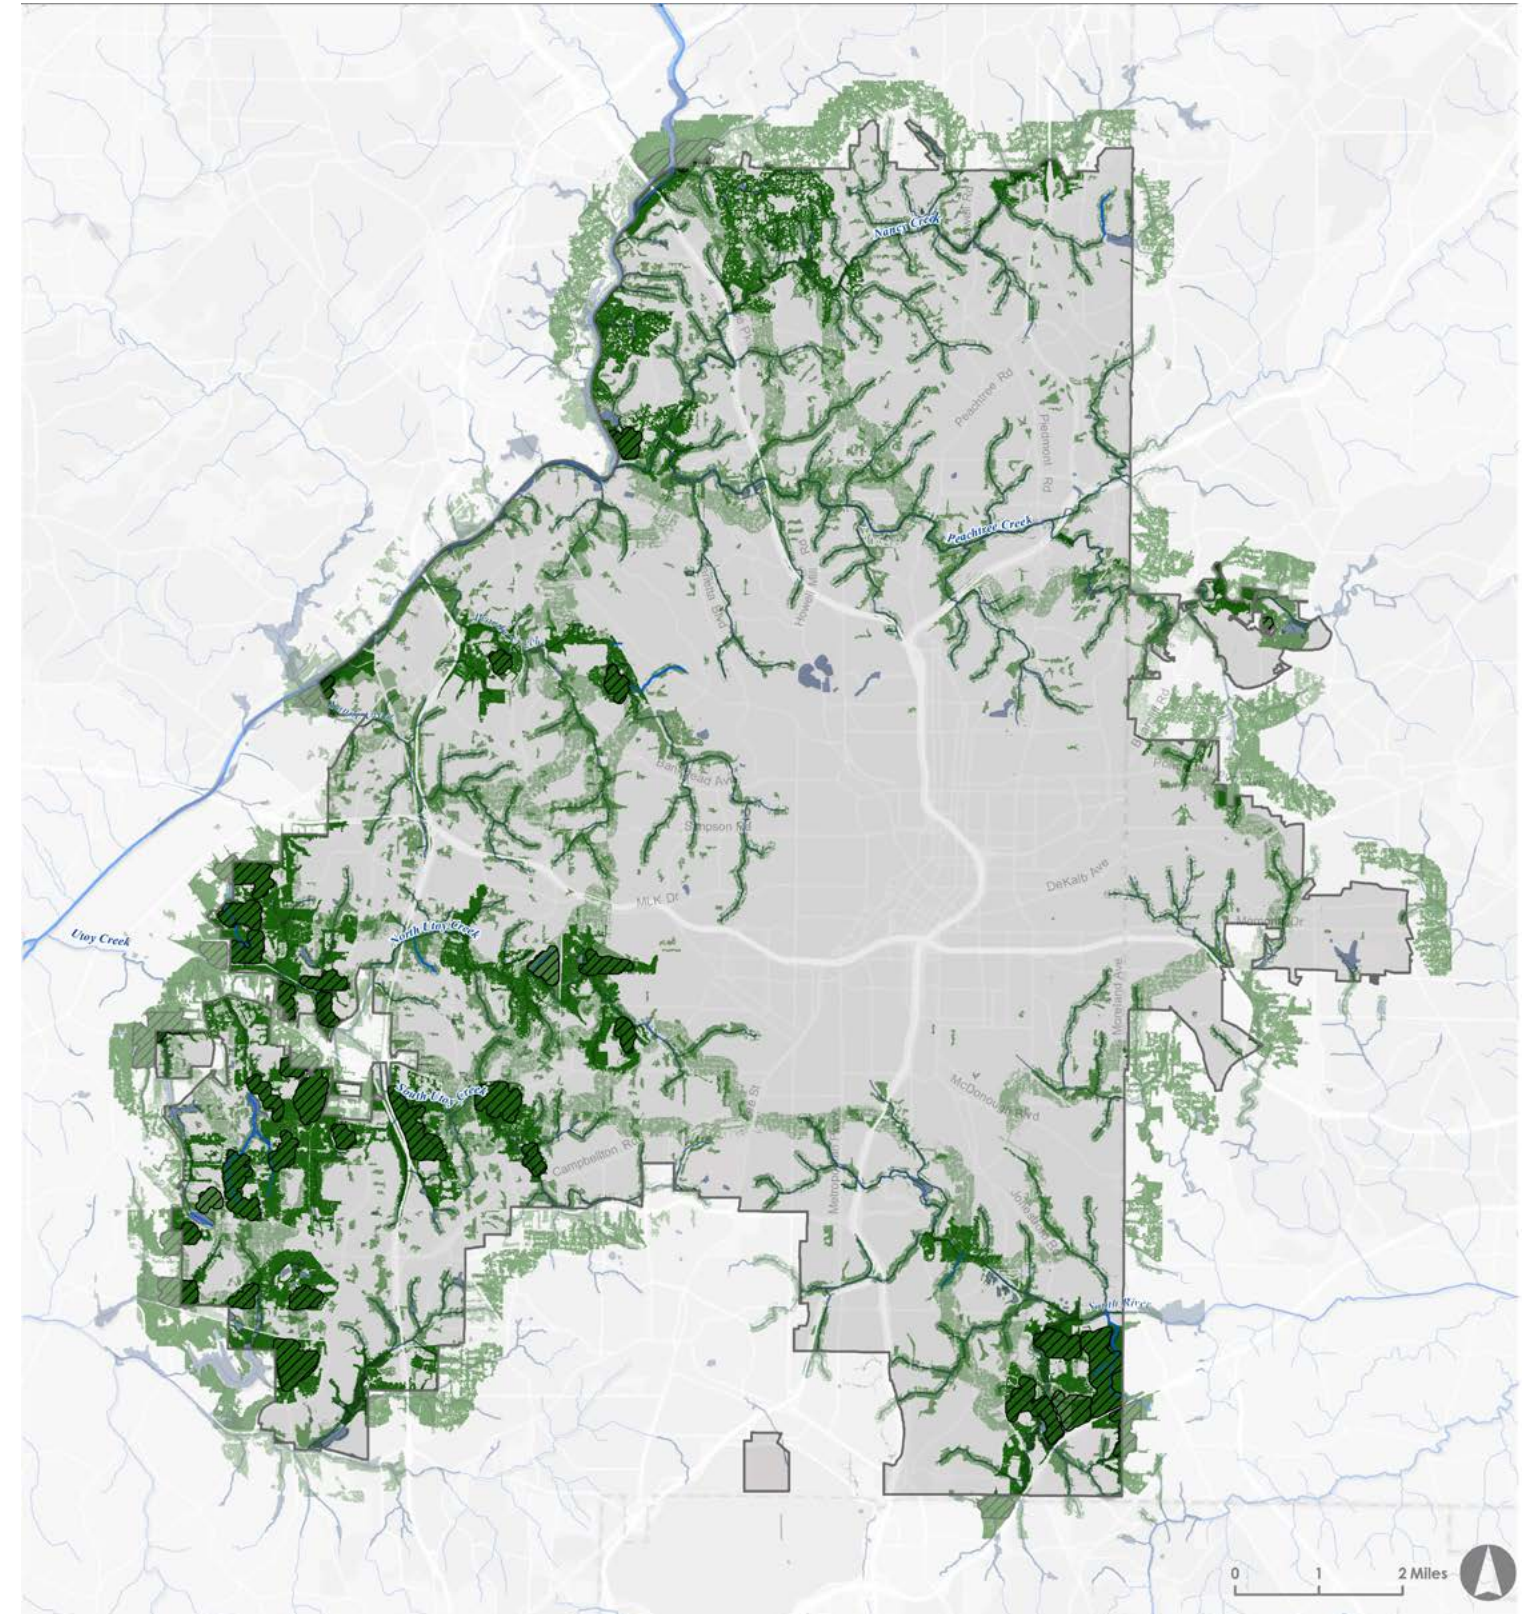 Nancy Creek
Peachtree Rd
Piedmont Rd
Peachtree Creek
Howell Mill Rd
Bankhead Ave
Simpson Rd
MLK Dr
DeKalb Ave
Memorial Dr
Utoy Creek
North Utoy Creek
Moreland Ave
South Utoy Creek
McDonough Blvd
Campbellton Rd
South River
0 1 2 Miles